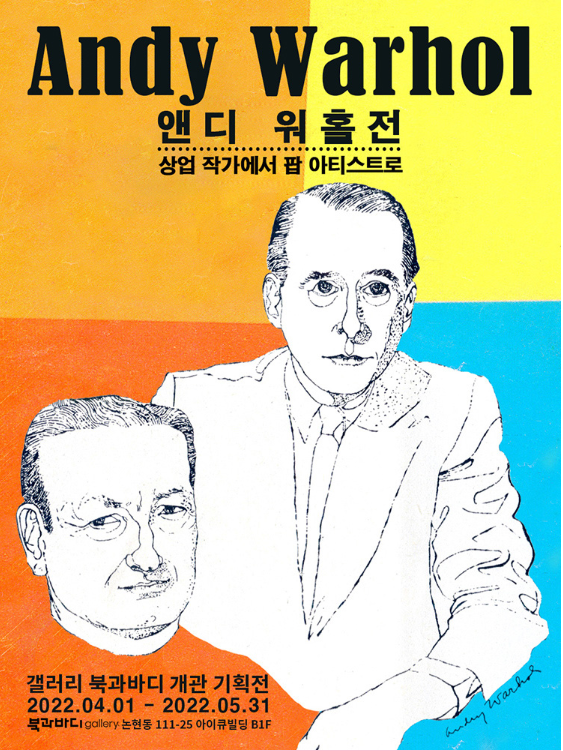 Andy Warhol
앤디 워홀전
상업 작가에서 팝 아티스트로
andy Warhol
갤러리 북과바디 개관 기획전
2022.04.01 - 2022.05.31
북과바디 gallery. 논현동 111-25 아이큐빌딩 B1F